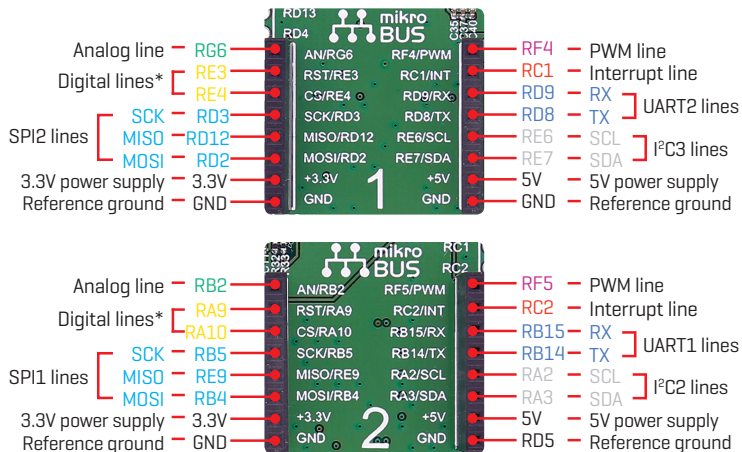 RD13
RD4
mikro
BUS
C35
C37
C40
Analog line RG6 AN/RG6 RF4/PWM RF4 PWM line
Digital lines* RE3 RST/RE3 RC1/INT RC1 Interrupt line
RE4 CS/RE4 RD9/RX RD9 RX UART2 lines
SPI2 lines SCK RD3 SCK/RD3 RD8/TX RD8 TX
MISO RD12 MISO/RD12 RE6/SCL RE6 SCL I²C3 lines
MOSI RD2 MOSI/RD2 RE7/SDA RE7 SDA
3.3V power supply 3.3V +3.3V 1 +5V 5V 5V power supply
Reference ground GND GND GND GND Reference ground
mikro
BUS
RC1
RC2
Analog line RB2 AN/RB2 RF5/PWM RF5 PWM line
Digital lines* RA9 RST/RA9 RC2/INT RC2 Interrupt line
RA10 CS/RA10 RB15/RX RB15 RX UART1 lines
SPI1 lines SCK RB5 SCK/RB5 RB14/TX RB14 TX
MISO RE9 MISO/RE9 RA2/SCL RA2 SCL I²C2 lines
MOSI RB4 MOSI/RB4 RA3/SDA RA3 SDA
3.3V power supply 3.3V +3.3V 2 +5V 5V 5V power supply
Reference ground GND GND GND RD5 Reference ground